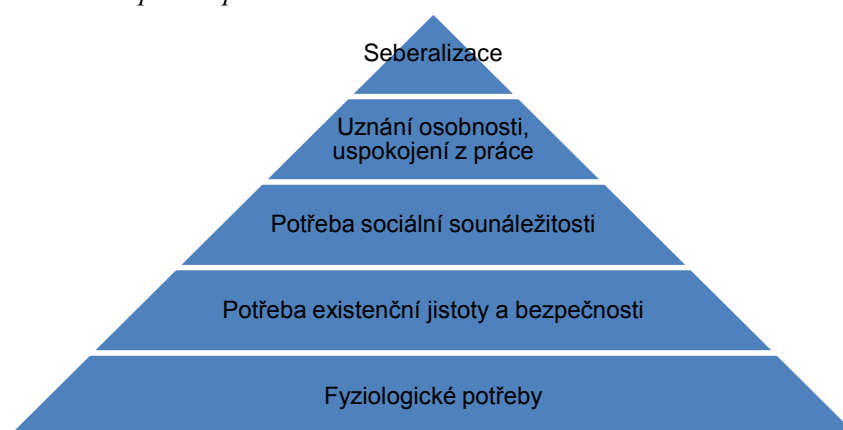 Seberalizace
Uznání osobnosti,
uspokojení z práce
Potřeba sociální sounáležitosti
Potřeba existenční jistoty a bezpečnosti
Fyziologické potřeby